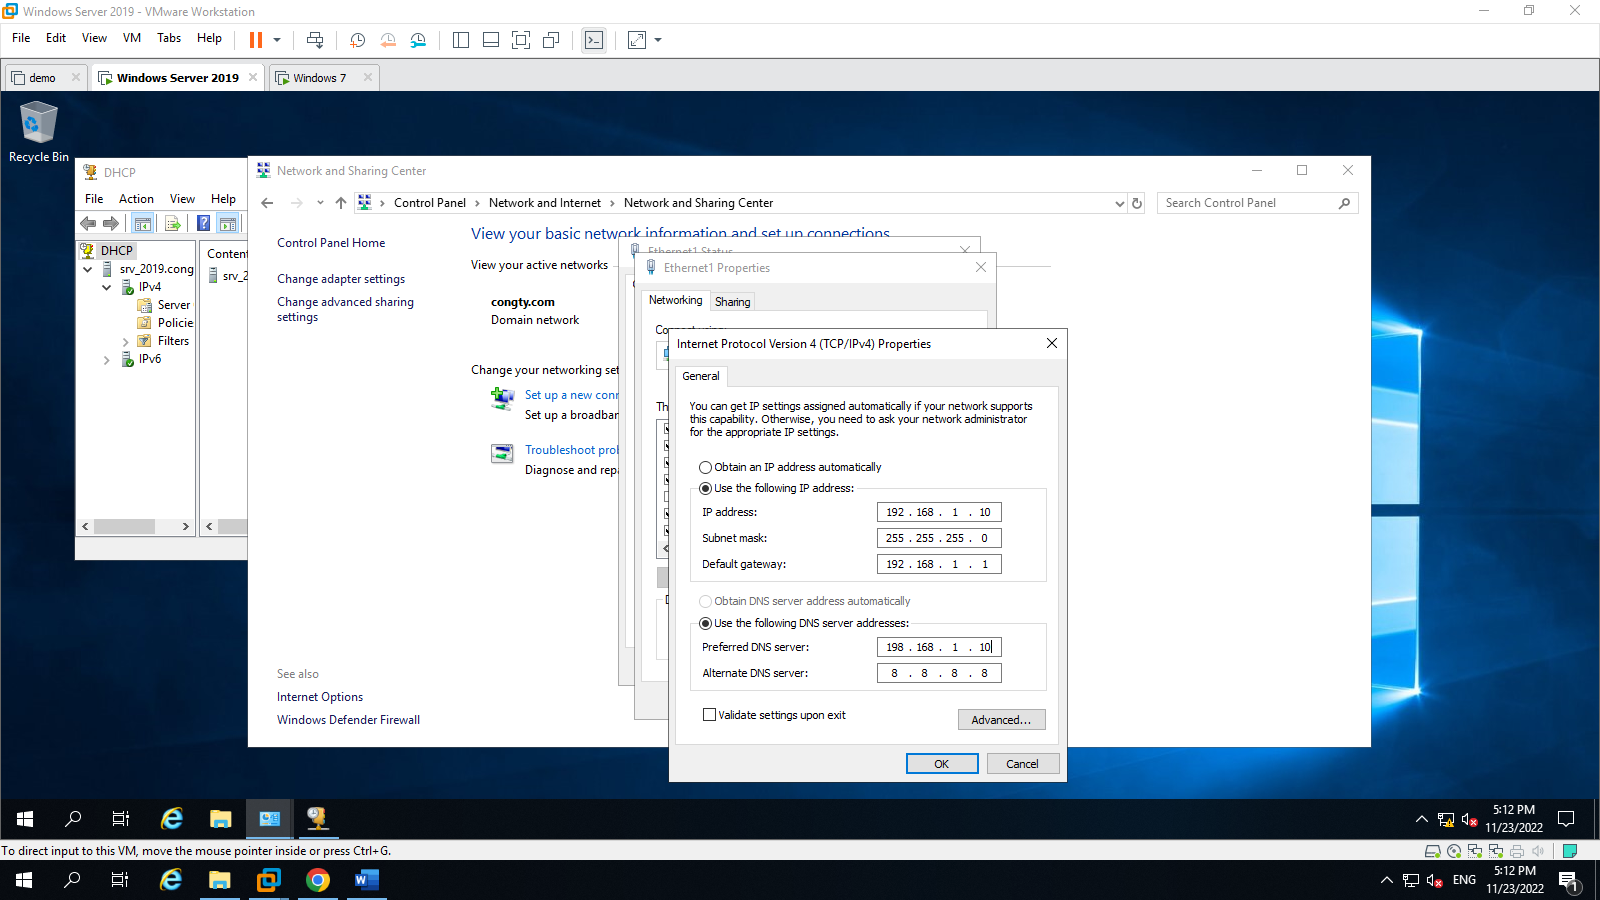 Windows Server 2019 - VMware Workstation
File Edit View VM Tabs Help
demo
Windows Server 2019
Windows 7
Recycle Bin
DHCP
File Action View Help
DHCP
srv_2019.cong
IPv4
Server
Policie
Filters
IPv6
Conten
srv_2
Network and Sharing Center
Control Panel > Network and Internet > Network and Sharing Center
Search Control Panel
Control Panel Home
Change adapter settings
Change advanced sharing
settings
See also
Internet Options
Windows Defender Firewall
View your basic network information and set up connections
View your active networks
congty.com
Domain network
Change your networking set
Set up a new conn
Set up a broadban
Troubleshoot prob
Diagnose and repa
Ethernet1 Status
Ethernet1 Properties
Networking Sharing
Connect using:
Th
Internet Protocol Version 4 (TCP/IPv4) Properties
General
You can get IP settings assigned automatically if your network supports
this capability. Otherwise, you need to ask your network administrator
for the appropriate IP settings.
Obtain an IP address automatically
Use the following IP address:
IP address: 192 . 168 . 1 . 10
Subnet mask: 255 . 255 . 255 . 0
Default gateway: 192 . 168 . 1 . 1
Obtain DNS server address automatically
Use the following DNS server addresses:
Preferred DNS server: 198 . 168 . 1 . 10
Alternate DNS server: 8 . 8 . 8 . 8
Validate settings upon exit
Advanced...
OK Cancel
5:12 PM
11/23/2022
To direct input to this VM, move the mouse pointer inside or press Ctrl+G.
ENG
5:12 PM
11/23/2022
1